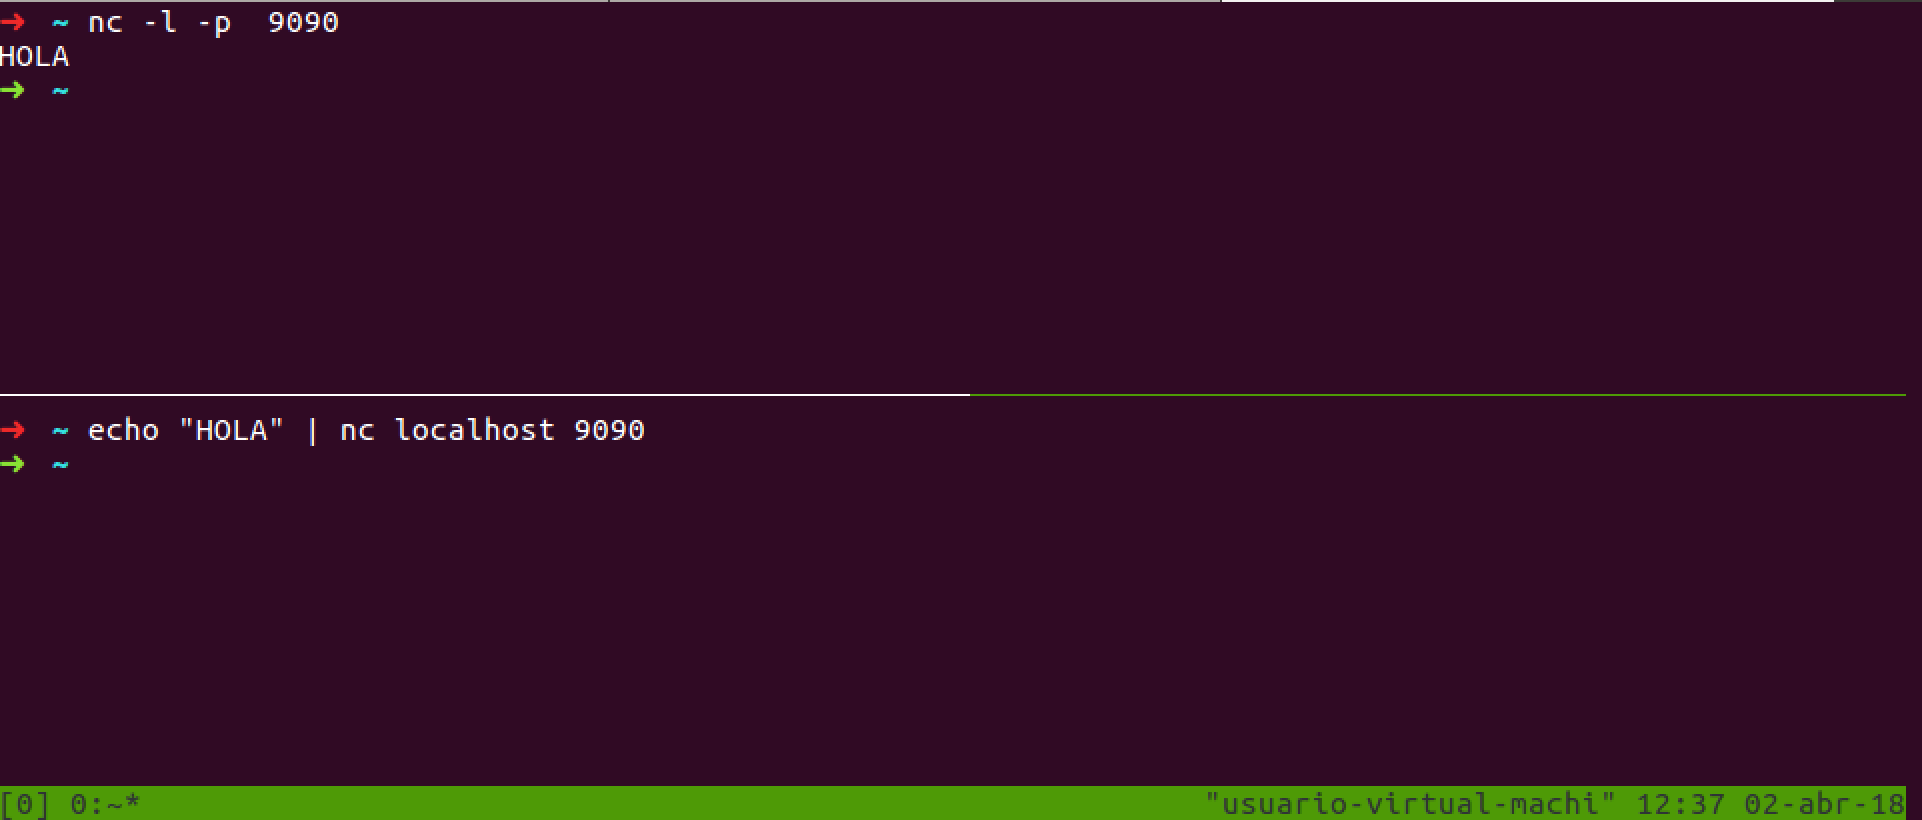 ➜ ~ nc -l -p  9090
HOLA
➜ ~
➜ ~ echo "HOLA" | nc localhost 9090
➜ ~
[0] 0:~* "usuario-virtual-machi" 12:37 02-abr-18